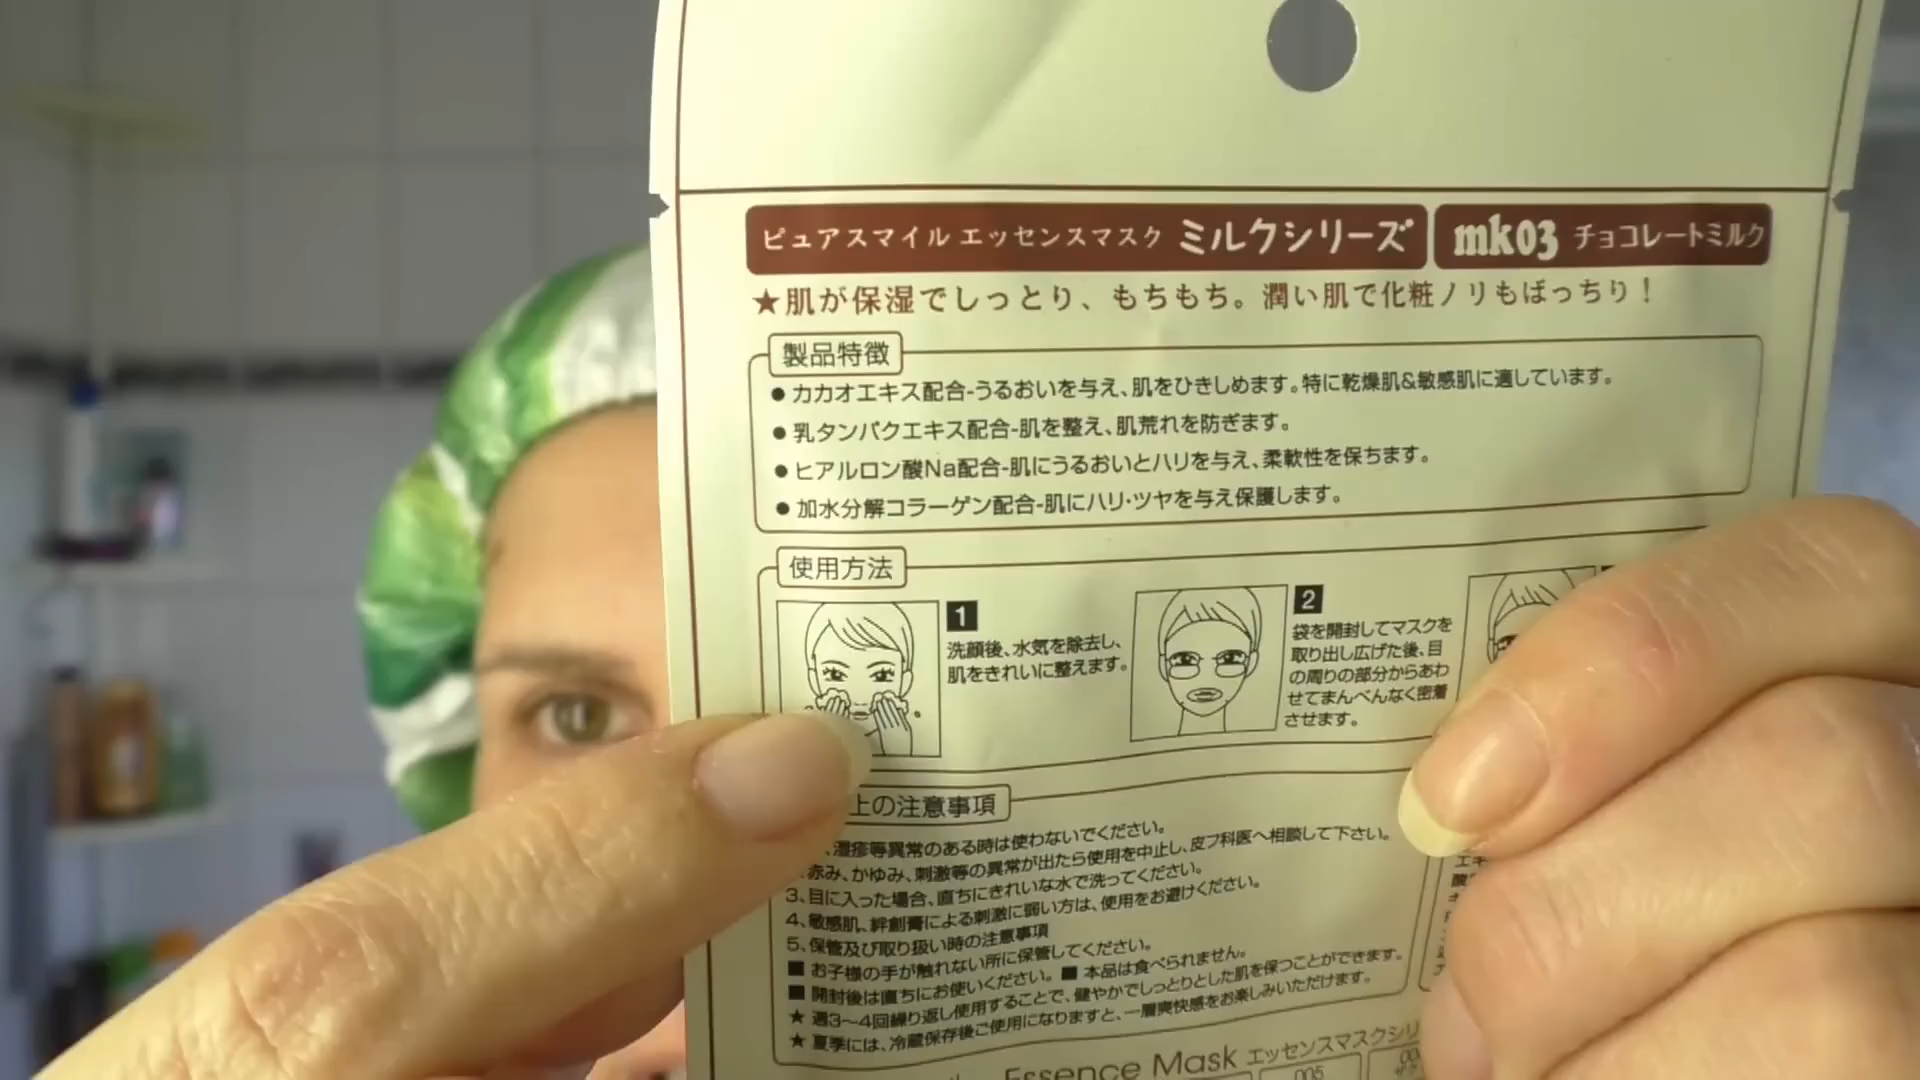 ピュアスマイル エッセンスマスク ミルクシリーズ mk03 チョコレートミルク
★肌が保湿でしっとり、もちもち。潤い肌で化粧ノリもばっちり！
製品特徴
● カカオエキス配合-うるおいを与え、肌をひきしめます。特に乾燥肌&敏感肌に適しています。
● 乳タンパクエキス配合-肌を整え、肌荒れを防ぎます。
● ヒアルロン酸Na配合-肌にうるおいとハリを与え、柔軟性を保ちます。
● 加水分解コラーゲン配合-肌にハリ・ツヤを与え保護します。
使用方法
1
洗顔後、水気を除去し、
肌をきれいに整えます。
2
袋を開封してマスクを
取り出し広げた後、目
の周りの部分からあわ
せてまんべんなく密着
させます。
上の注意事項
、湿疹等異常のある時は使わないでください。
、赤み、かゆみ、刺激等の異常が出たら使用を中止し、皮フ科医へ相談して下さい。
3、目に入った場合、直ちにきれいな水で洗ってください。
4、敏感肌、絆創膏による刺激に弱い方は、使用をお避けください。
5、保管及び取り扱い時の注意事項
■ お子様の手が触れない所に保管してください。
■ 開封後は直ちにお使いください。■ 本品は食べられません。
★ 週3〜4回繰り返し使用することで、健やかでしっとりとした肌を保つことができます。
★ 夏季には、冷蔵保存後ご使用になりますと、一層爽快感をお楽しみいただけます。
エキ
酸
Essence Mask エッセンスマスクシリ
005